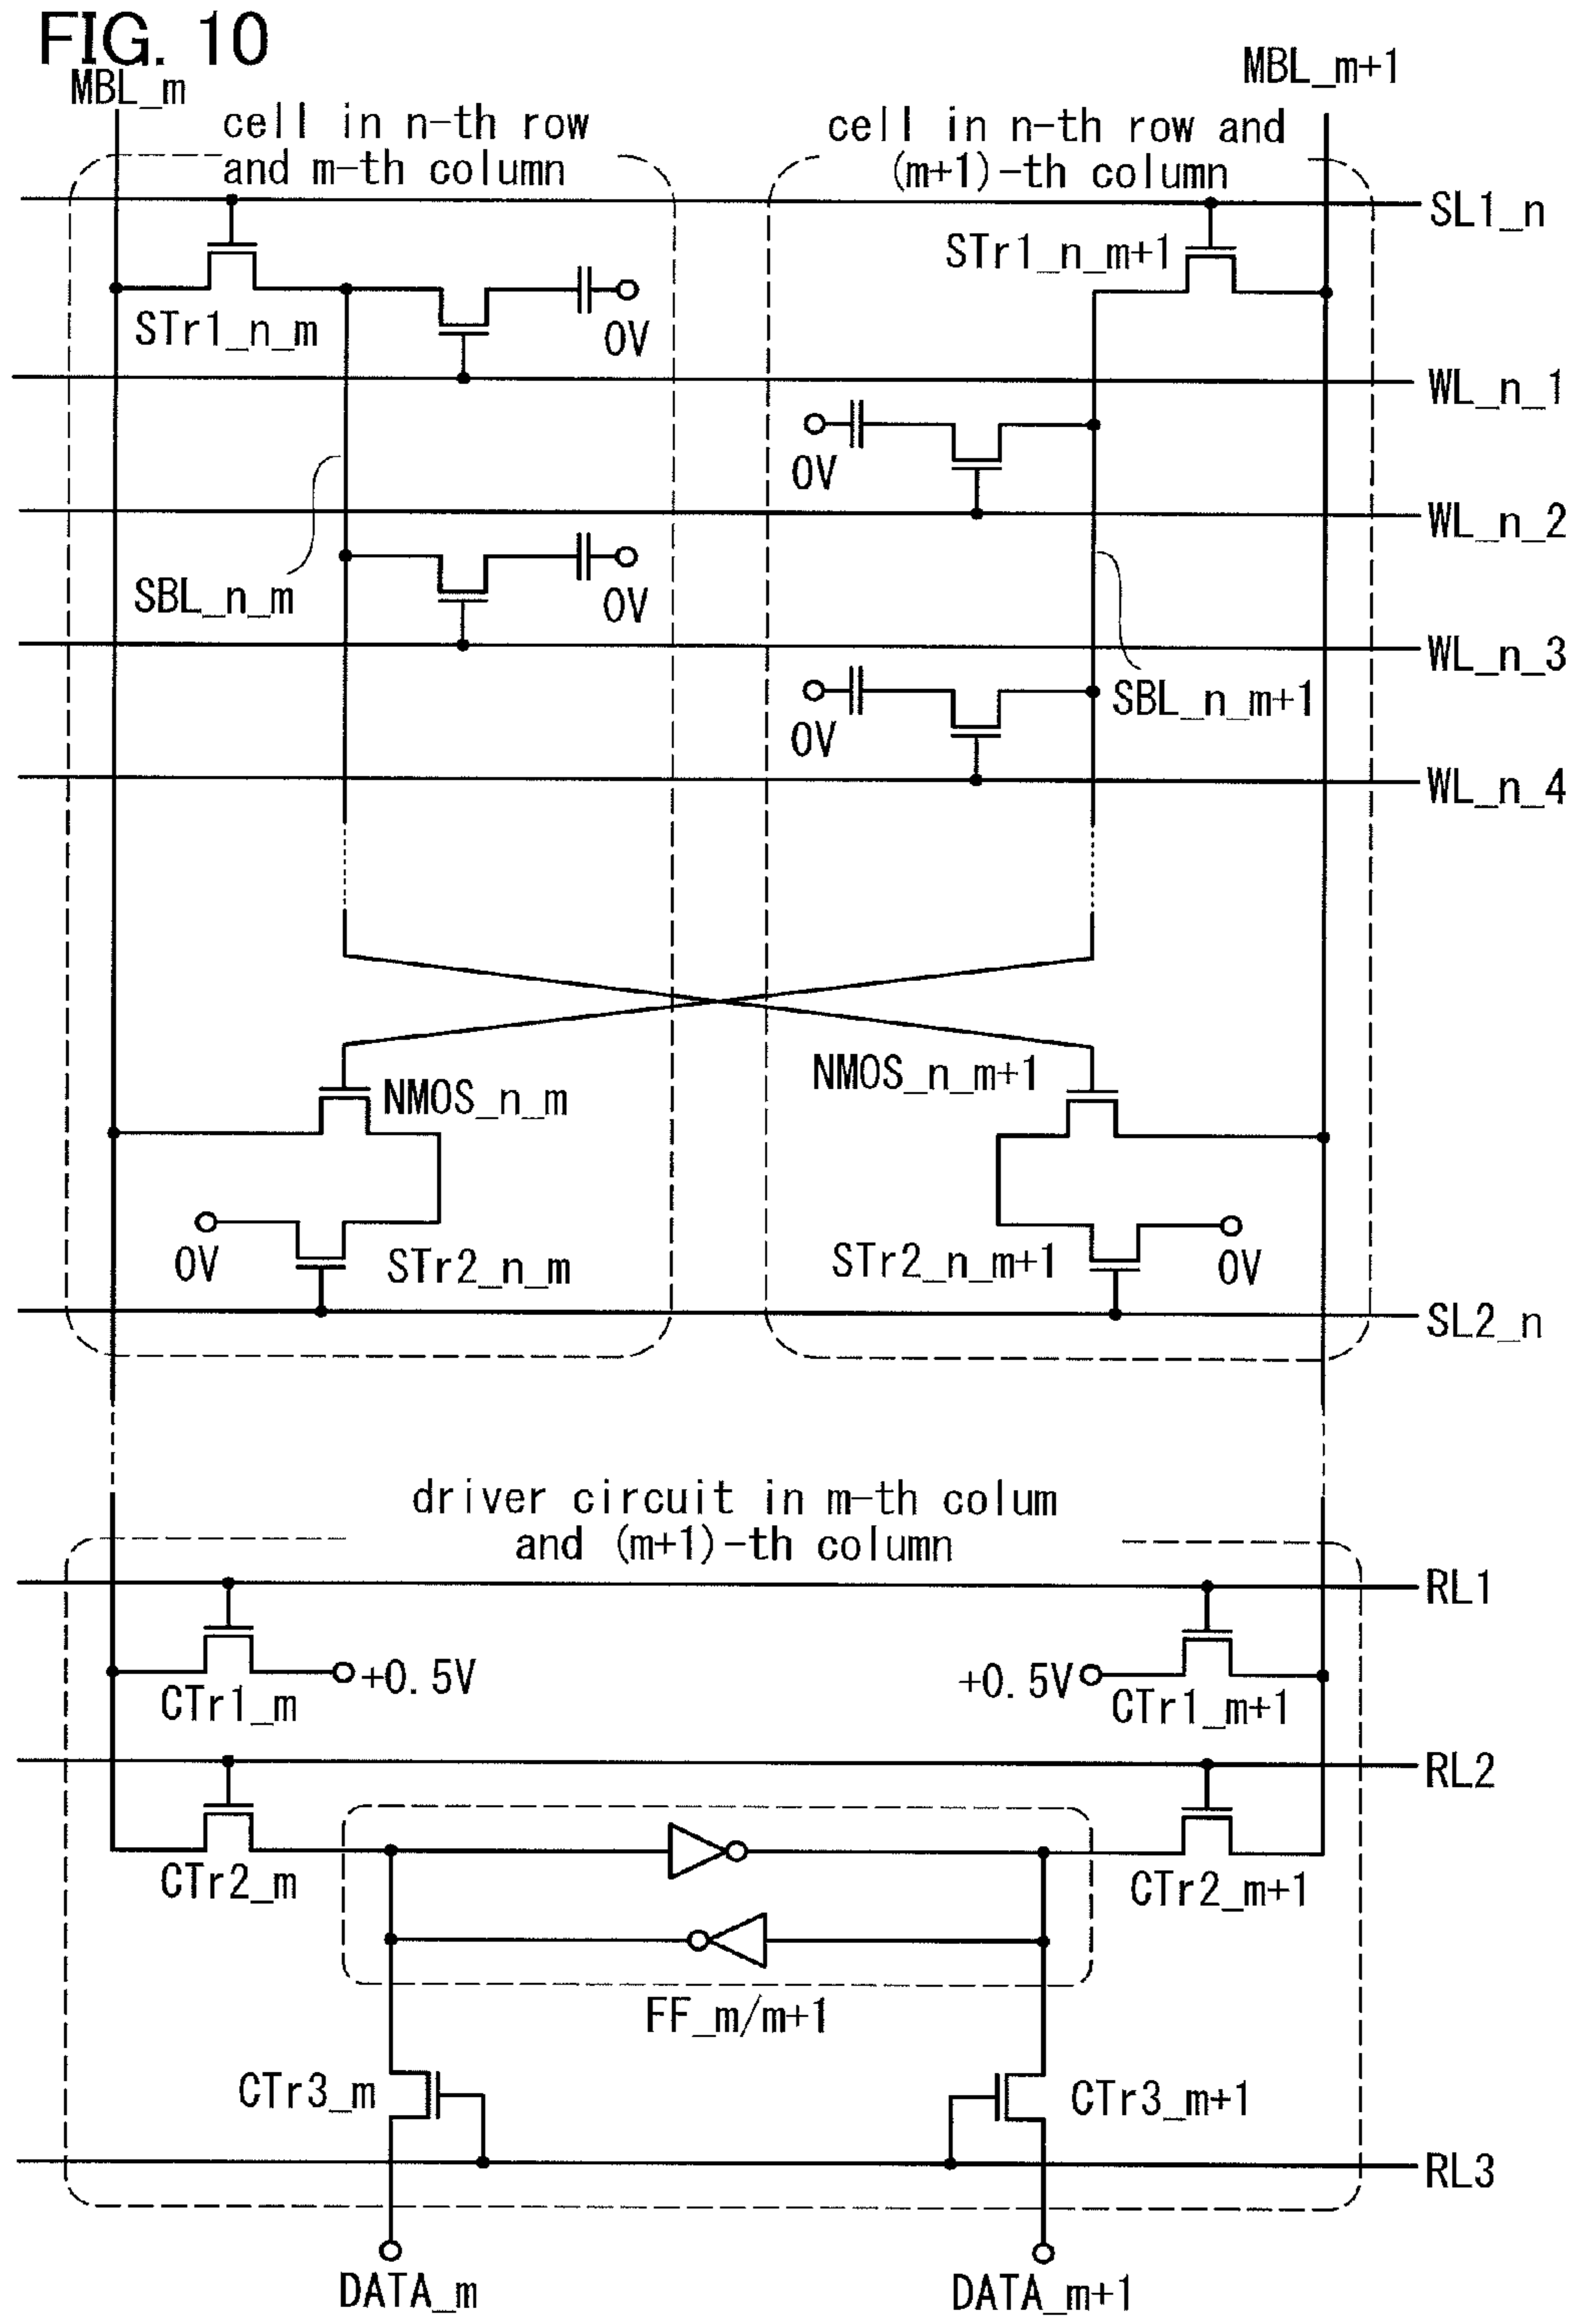 FIG. 10
MBL_m
MBL_m+1
cell in n-th row
and m-th column
cell in n-th row and
(m+1)-th column
SL1_n
STr1_n_m+1
STr1_n_m
0V
WL_n_1
0V
WL_n_2
SBL_n_m
0V
WL_n_3
SBL_n_m+1
0V
WL_n_4
NMOS_n_m
NMOS_n_m+1
0V
STr2_n_m
STr2_n_m+1
0V
SL2_n
driver circuit in m-th colum
and (m+1)-th column
RL1
+0.5V
+0.5V
CTr1_m
CTr1_m+1
RL2
CTr2_m
CTr2_m+1
FF_m/m+1
CTr3_m
CTr3_m+1
RL3
DATA_m
DATA_m+1